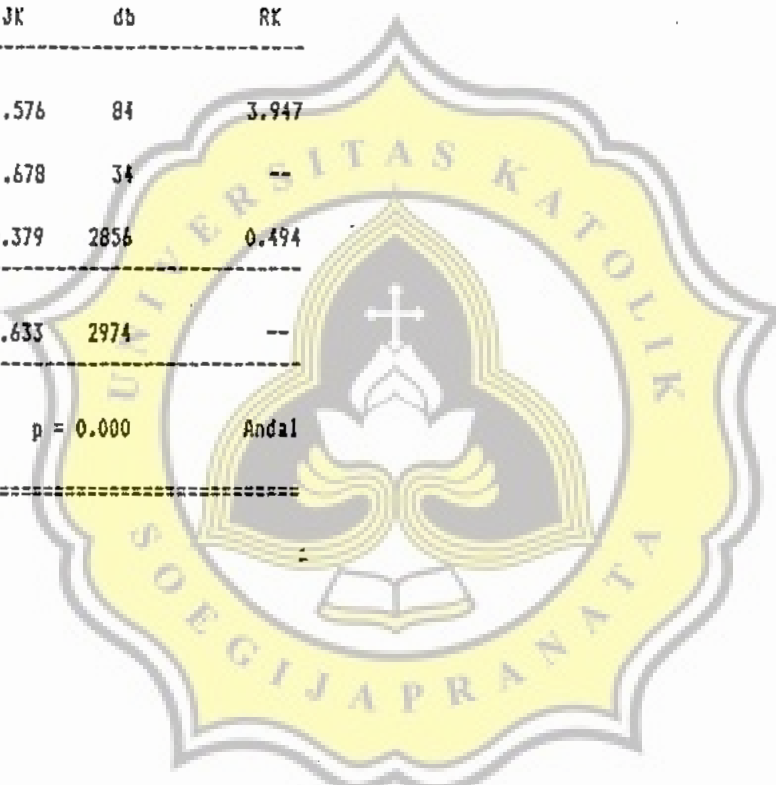 JK db RK
.576 84 3.947
.678 34 --
.379 2856 0.494
.633 2974 --
p = 0.000 Andal
UNIVERSITAS KATOLIK
SOEGIJAPRANATA